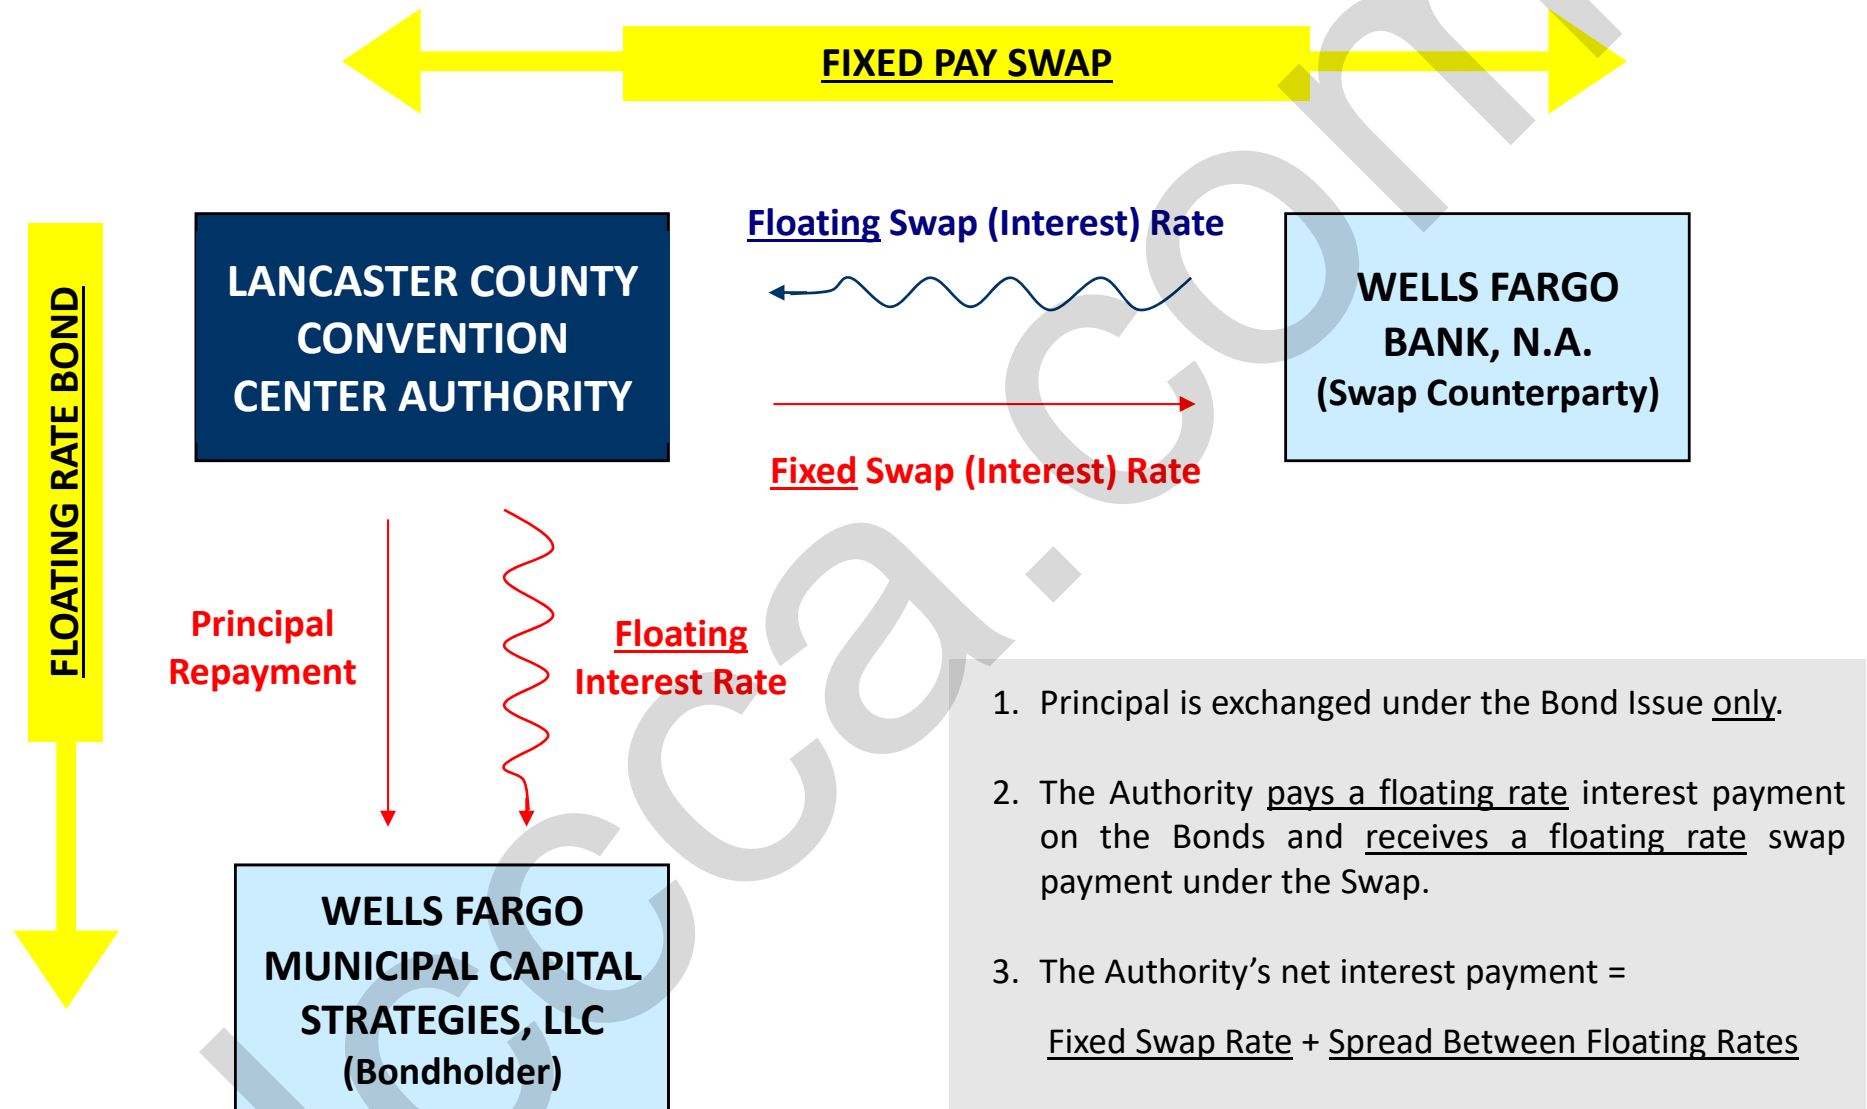 FIXED PAY SWAP
FLOATING RATE BOND
LANCASTER COUNTY
CONVENTION
CENTER AUTHORITY
Floating Swap (Interest) Rate
Fixed Swap (Interest) Rate
WELLS FARGO
BANK, N.A.
(Swap Counterparty)
Principal
Repayment
Floating
Interest Rate
WELLS FARGO
MUNICIPAL CAPITAL
STRATEGIES, LLC
(Bondholder)
1. Principal is exchanged under the Bond Issue only.
2. The Authority pays a floating rate interest payment
on the Bonds and receives a floating rate swap
payment under the Swap.
3. The Authority’s net interest payment =
Fixed Swap Rate + Spread Between Floating Rates
lccca.com